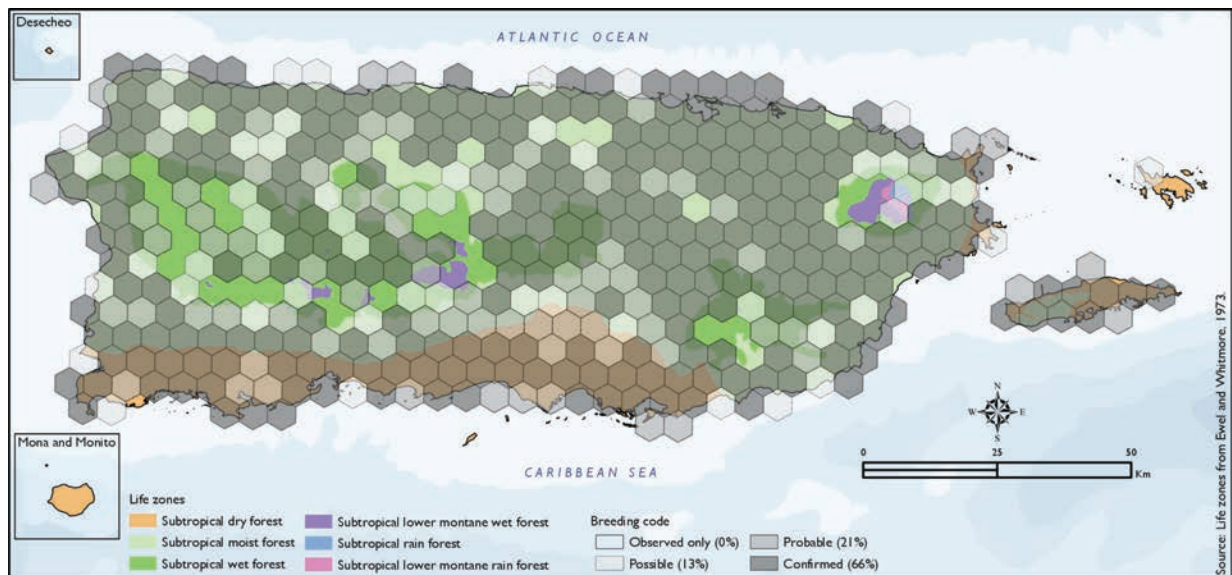 Desecheo
ATLANTIC OCEAN
N
W E
S
0 25 50
Km
CARIBBEAN SEA
Mona and Monito
Life zones
Subtropical dry forest
Subtropical moist forest
Subtropical wet forest
Subtropical lower montane wet forest
Subtropical rain forest
Subtropical lower montane rain forest
Breeding code
Observed only (0%)
Possible (13%)
Probable (21%)
Confirmed (66%)
Source: Life zones from Ewel and Whitmore, 1973.